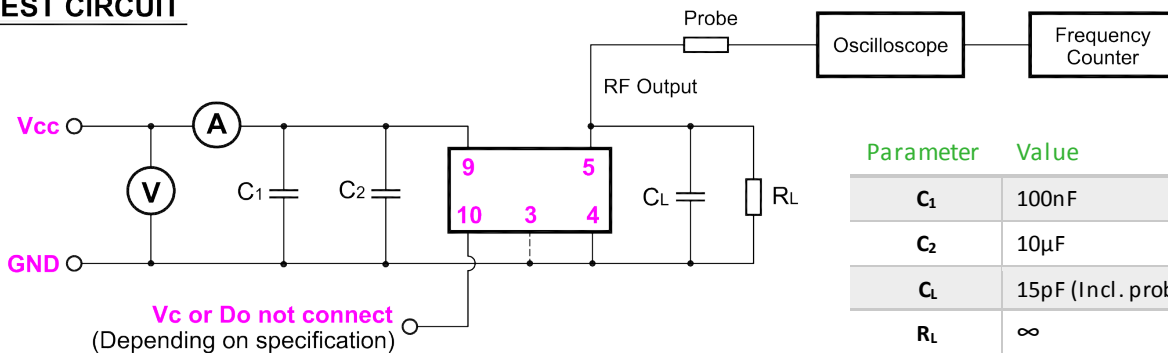 EST CIRCUIT
Probe
Oscilloscope
Frequency
Counter
RF Output
Vcc
A
V
C1
C2
9
5
10
3
4
CL
RL
GND
Vc or Do not connect
(Depending on specification)
Parameter Value
C1 100nF
C2 10µF
CL 15pF (Incl. prob
RL ∞